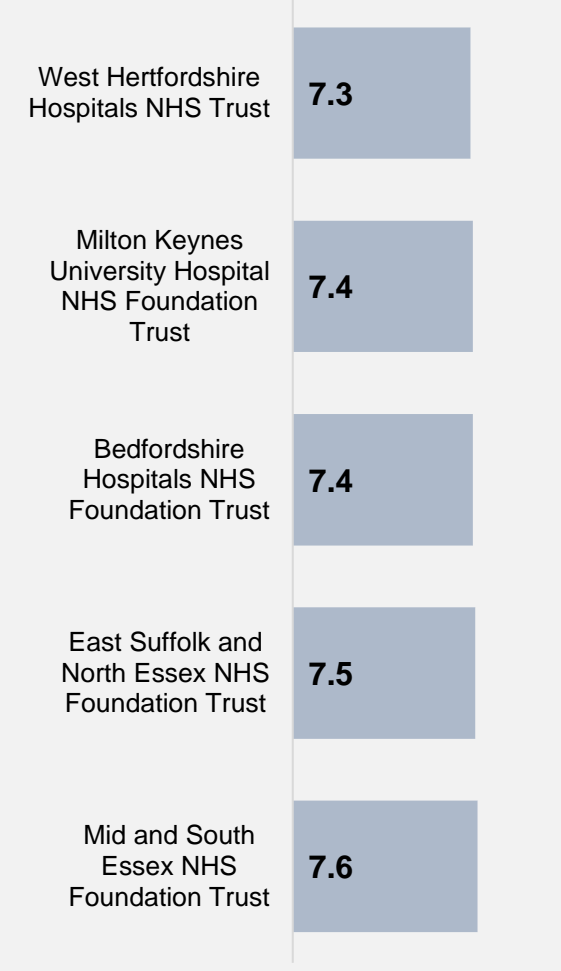 West Hertfordshire
Hospitals NHS Trust
7.3
Milton Keynes
University Hospital
NHS Foundation
Trust
7.4
Bedfordshire
Hospitals NHS
Foundation Trust
7.4
East Suffolk and
North Essex NHS
Foundation Trust
7.5
Mid and South
Essex NHS
Foundation Trust
7.6